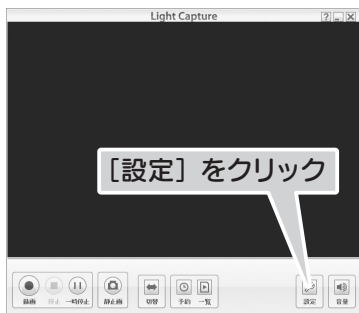 Light Capture
［設定］をクリック
録画 停止 一時停止 静止画 切替 予約 一覧 設定 音量